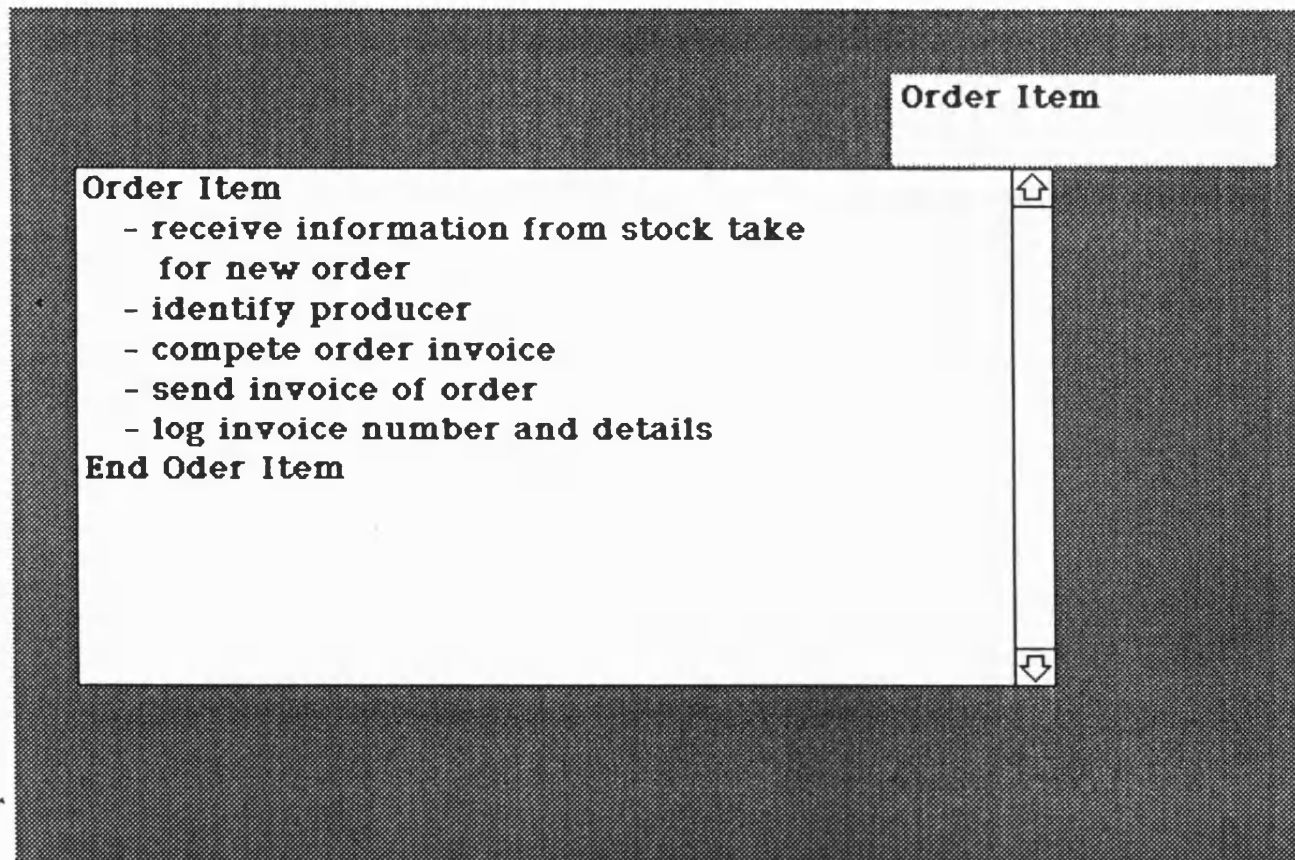 Order Item
Order Item
- receive information from stock take
for new order
- identify producer
- compete order invoice
- send invoice of order
- log invoice number and details
End Oder Item